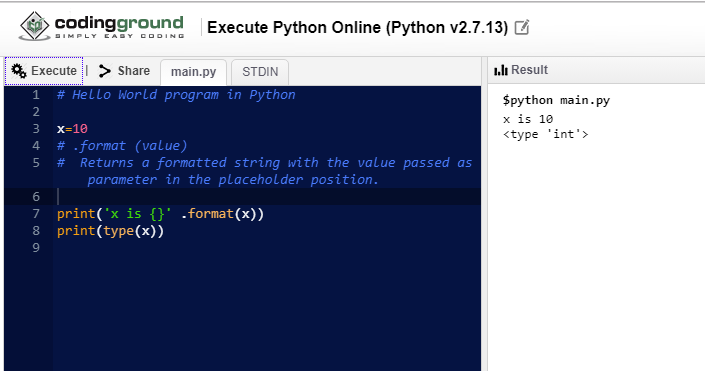 codingground
SIMPLY EASY CODING
Execute Python Online (Python v2.7.13)
Execute | Share main.py STDIN
1 # Hello World program in Python
2
3 x=10
4 # .format (value)
5 #  Returns a formatted string with the value passed as
parameter in the placeholder position.
6
7 print('x is {}' .format(x))
8 print(type(x))
9
Result
$python main.py
x is 10
<type 'int'>